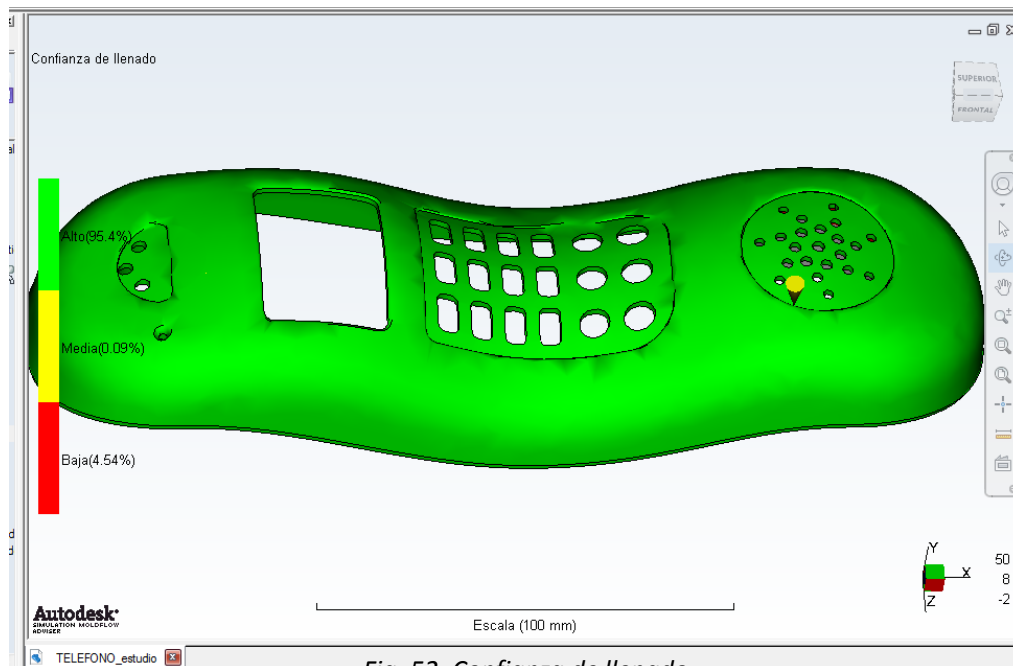 Confianza de llenado
SUPERIOR
FRONTAL
Alto(95.4%)
Media(0.09%)
Baja(4.54%)
Y
X
Z
50
8
-2
Autodesk·
SIMULATION MOLDFLOW
ADVISER
Escala (100 mm)
TELEFONO_estudio
Fig. 52. Confianza de llenado